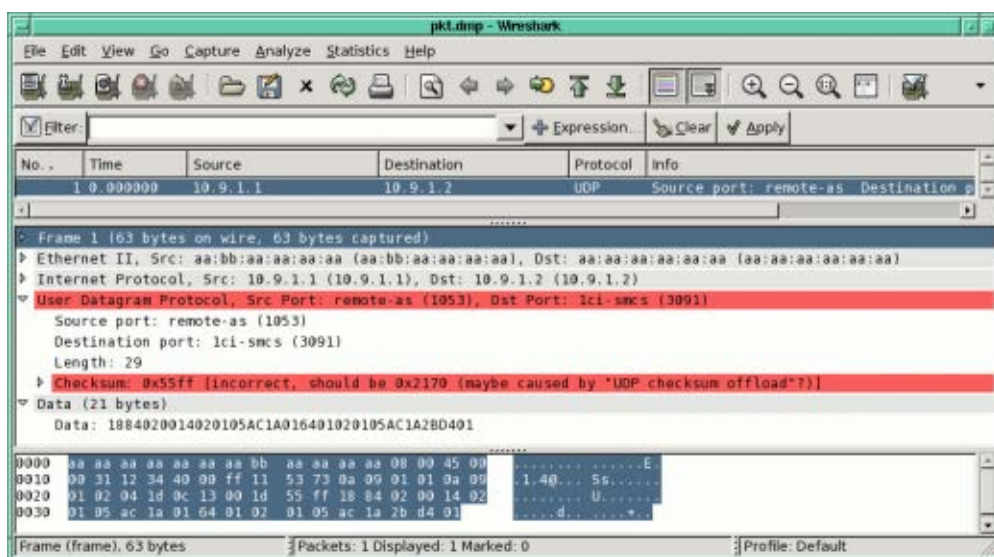 pkt.dmp - Wireshark
File Edit View Go Capture Analyze Statistics Help
Filter: Expression... Clear Apply
No. . Time Source Destination Protocol Info
1 0.000000 10.9.1.1 10.9.1.2 UDP Source port: remote-as Destination p
Frame 1 (63 bytes on wire, 63 bytes captured)
Ethernet II, Src: aa:bb:aa:aa:aa:aa (aa:bb:aa:aa:aa:aa), Dst: aa:aa:aa:aa:aa:aa (aa:aa:aa:aa:aa:aa)
Internet Protocol, Src: 10.9.1.1 (10.9.1.1), Dst: 10.9.1.2 (10.9.1.2)
User Datagram Protocol, Src Port: remote-as (1053), Dst Port: 1ci-smcs (3091)
Source port: remote-as (1053)
Destination port: 1ci-smcs (3091)
Length: 29
Checksum: 0x55ff [incorrect, should be 0x2170 (maybe caused by "UDP checksum offload"?)]
Data (21 bytes)
Data: 1884020014020105AC1A016401020105AC1A2BD401
0000 aa aa aa aa aa aa aa bb aa aa aa aa 08 00 45 00 ........ ......E.
0010 00 31 12 34 40 00 ff 11 53 73 0a 09 01 01 0a 09 .1.4@... Ss......
0020 01 02 04 1d 0c 13 00 1d 55 ff 18 84 02 00 14 02 ........ U.......
0030 01 05 ac 1a 01 64 01 02 01 05 ac 1a 2b d4 01 .....d.. ....+..
Frame (frame), 63 bytes Packets: 1 Displayed: 1 Marked: 0 Profile: Default